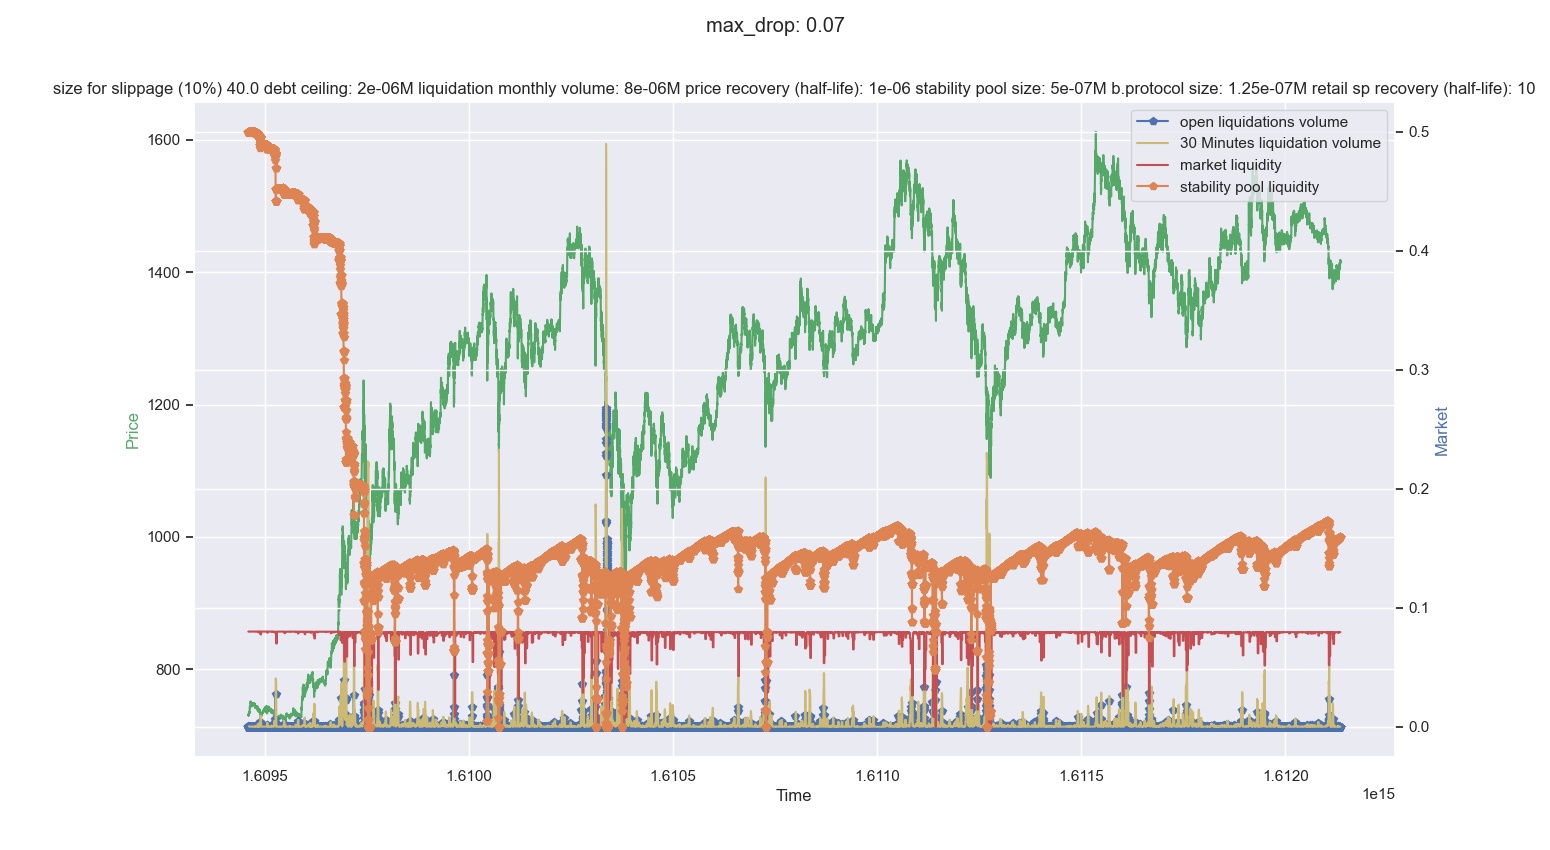 max_drop: 0.07
size for slippage (10%) 40.0 debt ceiling: 2e-06M liquidation monthly volume: 8e-06M price recovery (half-life): 1e-06 stability pool size: 5e-07M b.protocol size: 1.25e-07M retail sp recovery (half-life): 10
open liquidations volume
30 Minutes liquidation volume
market liquidity
stability pool liquidity
1600
1400
1200
1000
800
Price
0.5
0.4
0.3
0.2
0.1
0.0
Market
1.6095 1.6100 1.6105 1.6110 1.6115 1.6120
Time
1e15